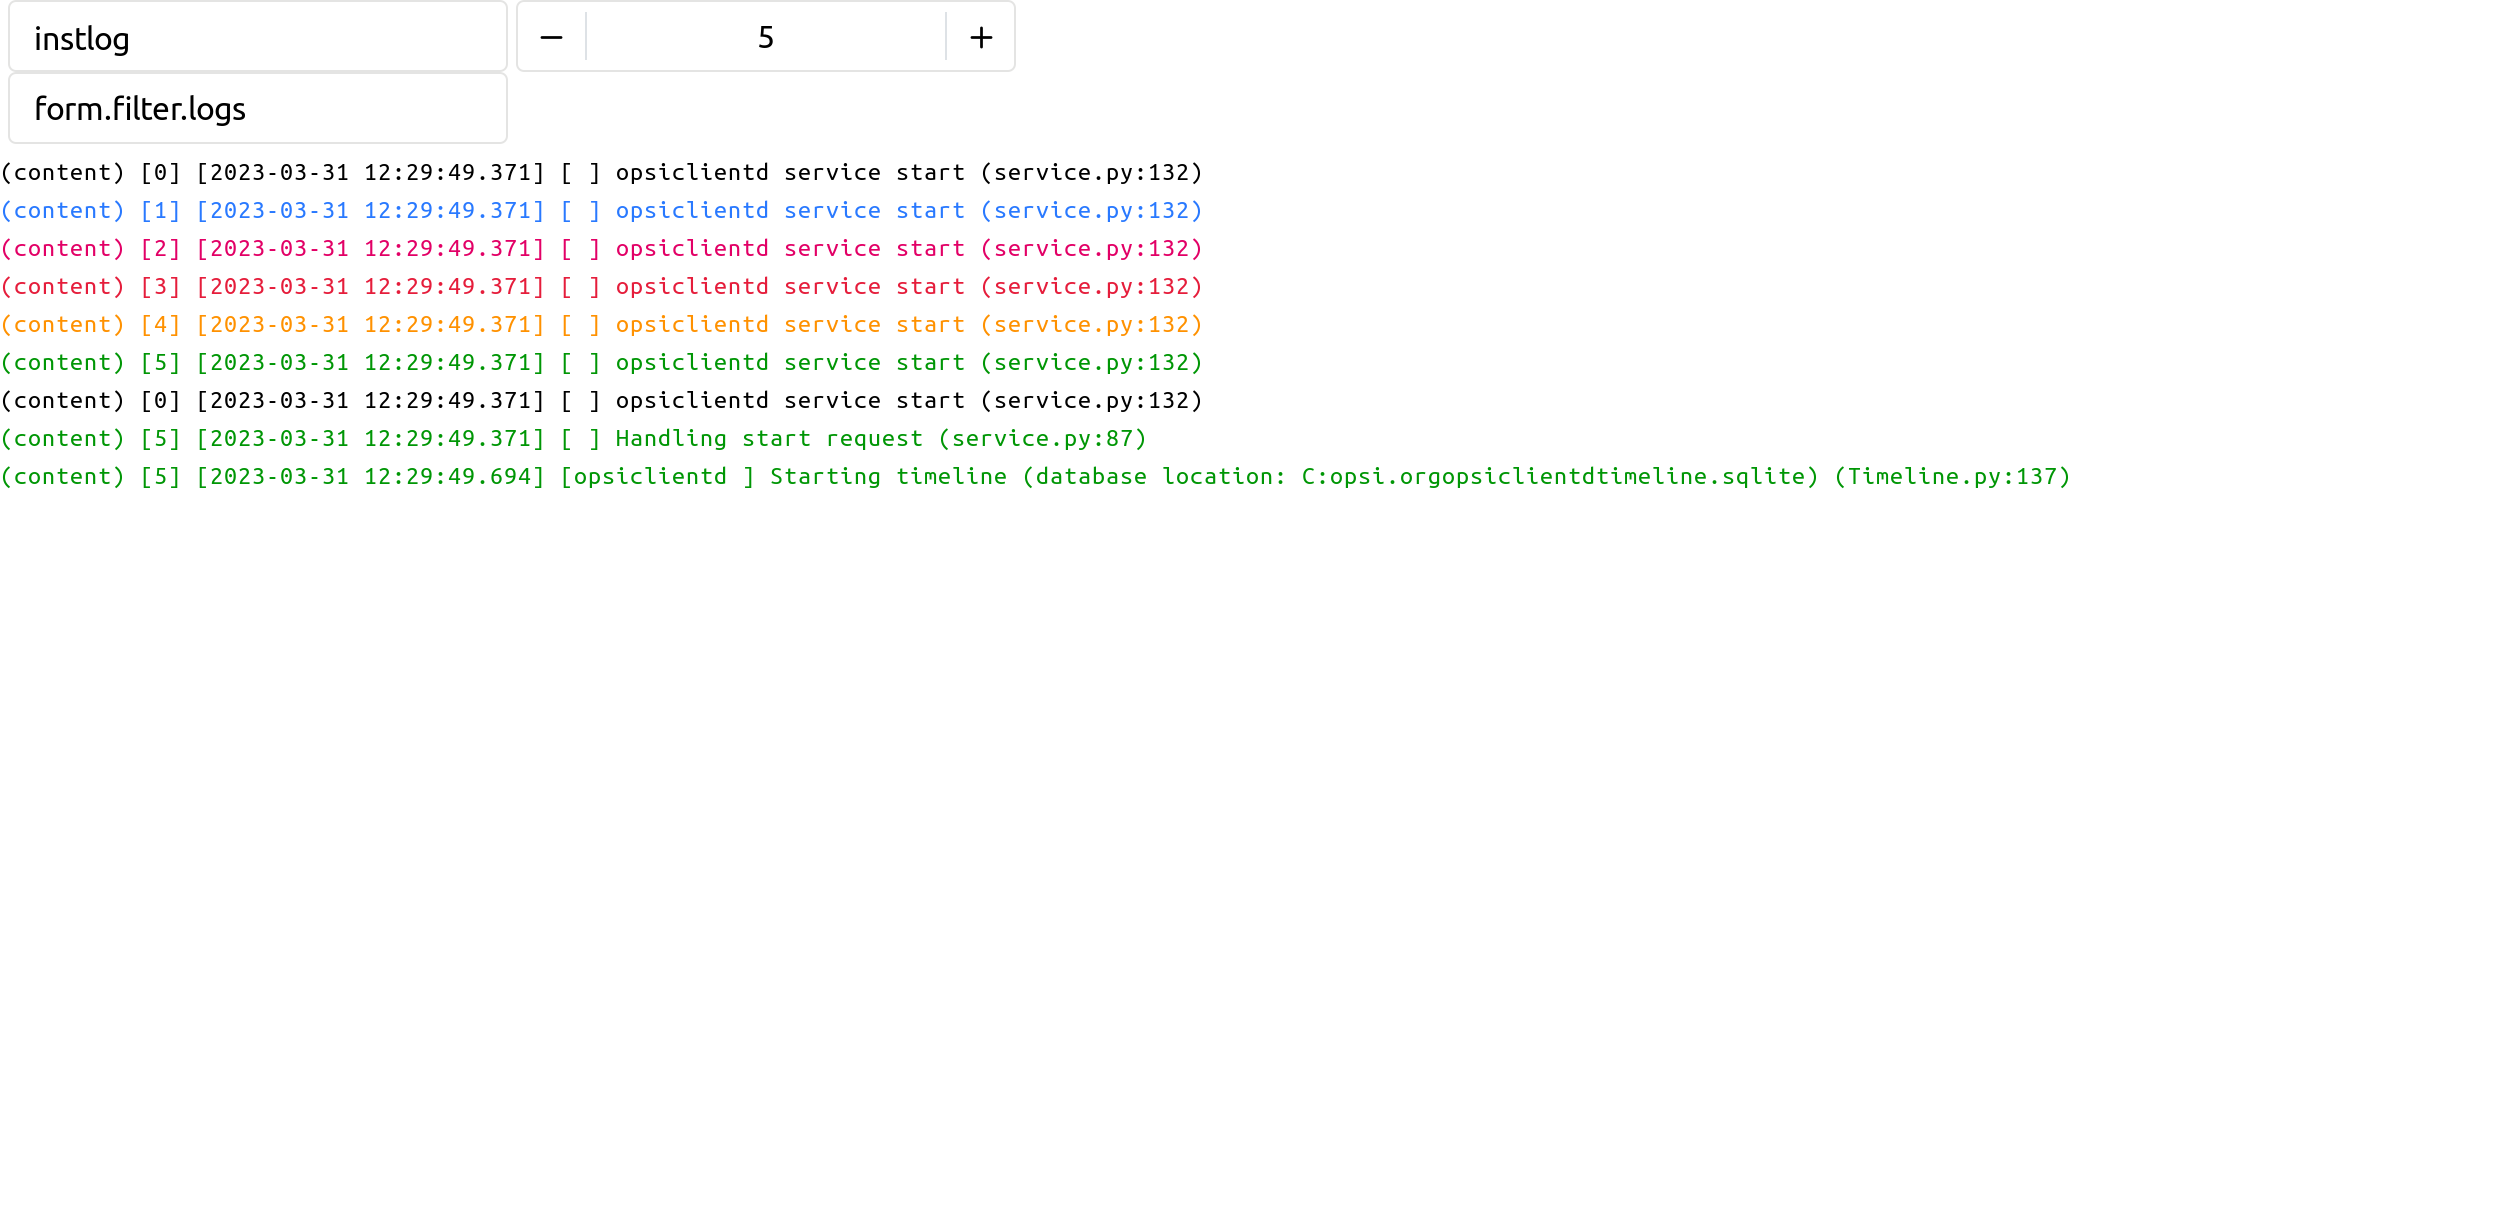 instlog
5
form.filter.logs
(content) [0] [2023-03-31 12:29:49.371] [ ] opsiclientd service start (service.py:132)
(content) [1] [2023-03-31 12:29:49.371] [ ] opsiclientd service start (service.py:132)
(content) [2] [2023-03-31 12:29:49.371] [ ] opsiclientd service start (service.py:132)
(content) [3] [2023-03-31 12:29:49.371] [ ] opsiclientd service start (service.py:132)
(content) [4] [2023-03-31 12:29:49.371] [ ] opsiclientd service start (service.py:132)
(content) [5] [2023-03-31 12:29:49.371] [ ] opsiclientd service start (service.py:132)
(content) [0] [2023-03-31 12:29:49.371] [ ] opsiclientd service start (service.py:132)
(content) [5] [2023-03-31 12:29:49.371] [ ] Handling start request (service.py:87)
(content) [5] [2023-03-31 12:29:49.694] [opsiclientd ] Starting timeline (database location: C:opsi.orgopsiclientdtimeline.sqlite) (Timeline.py:137)